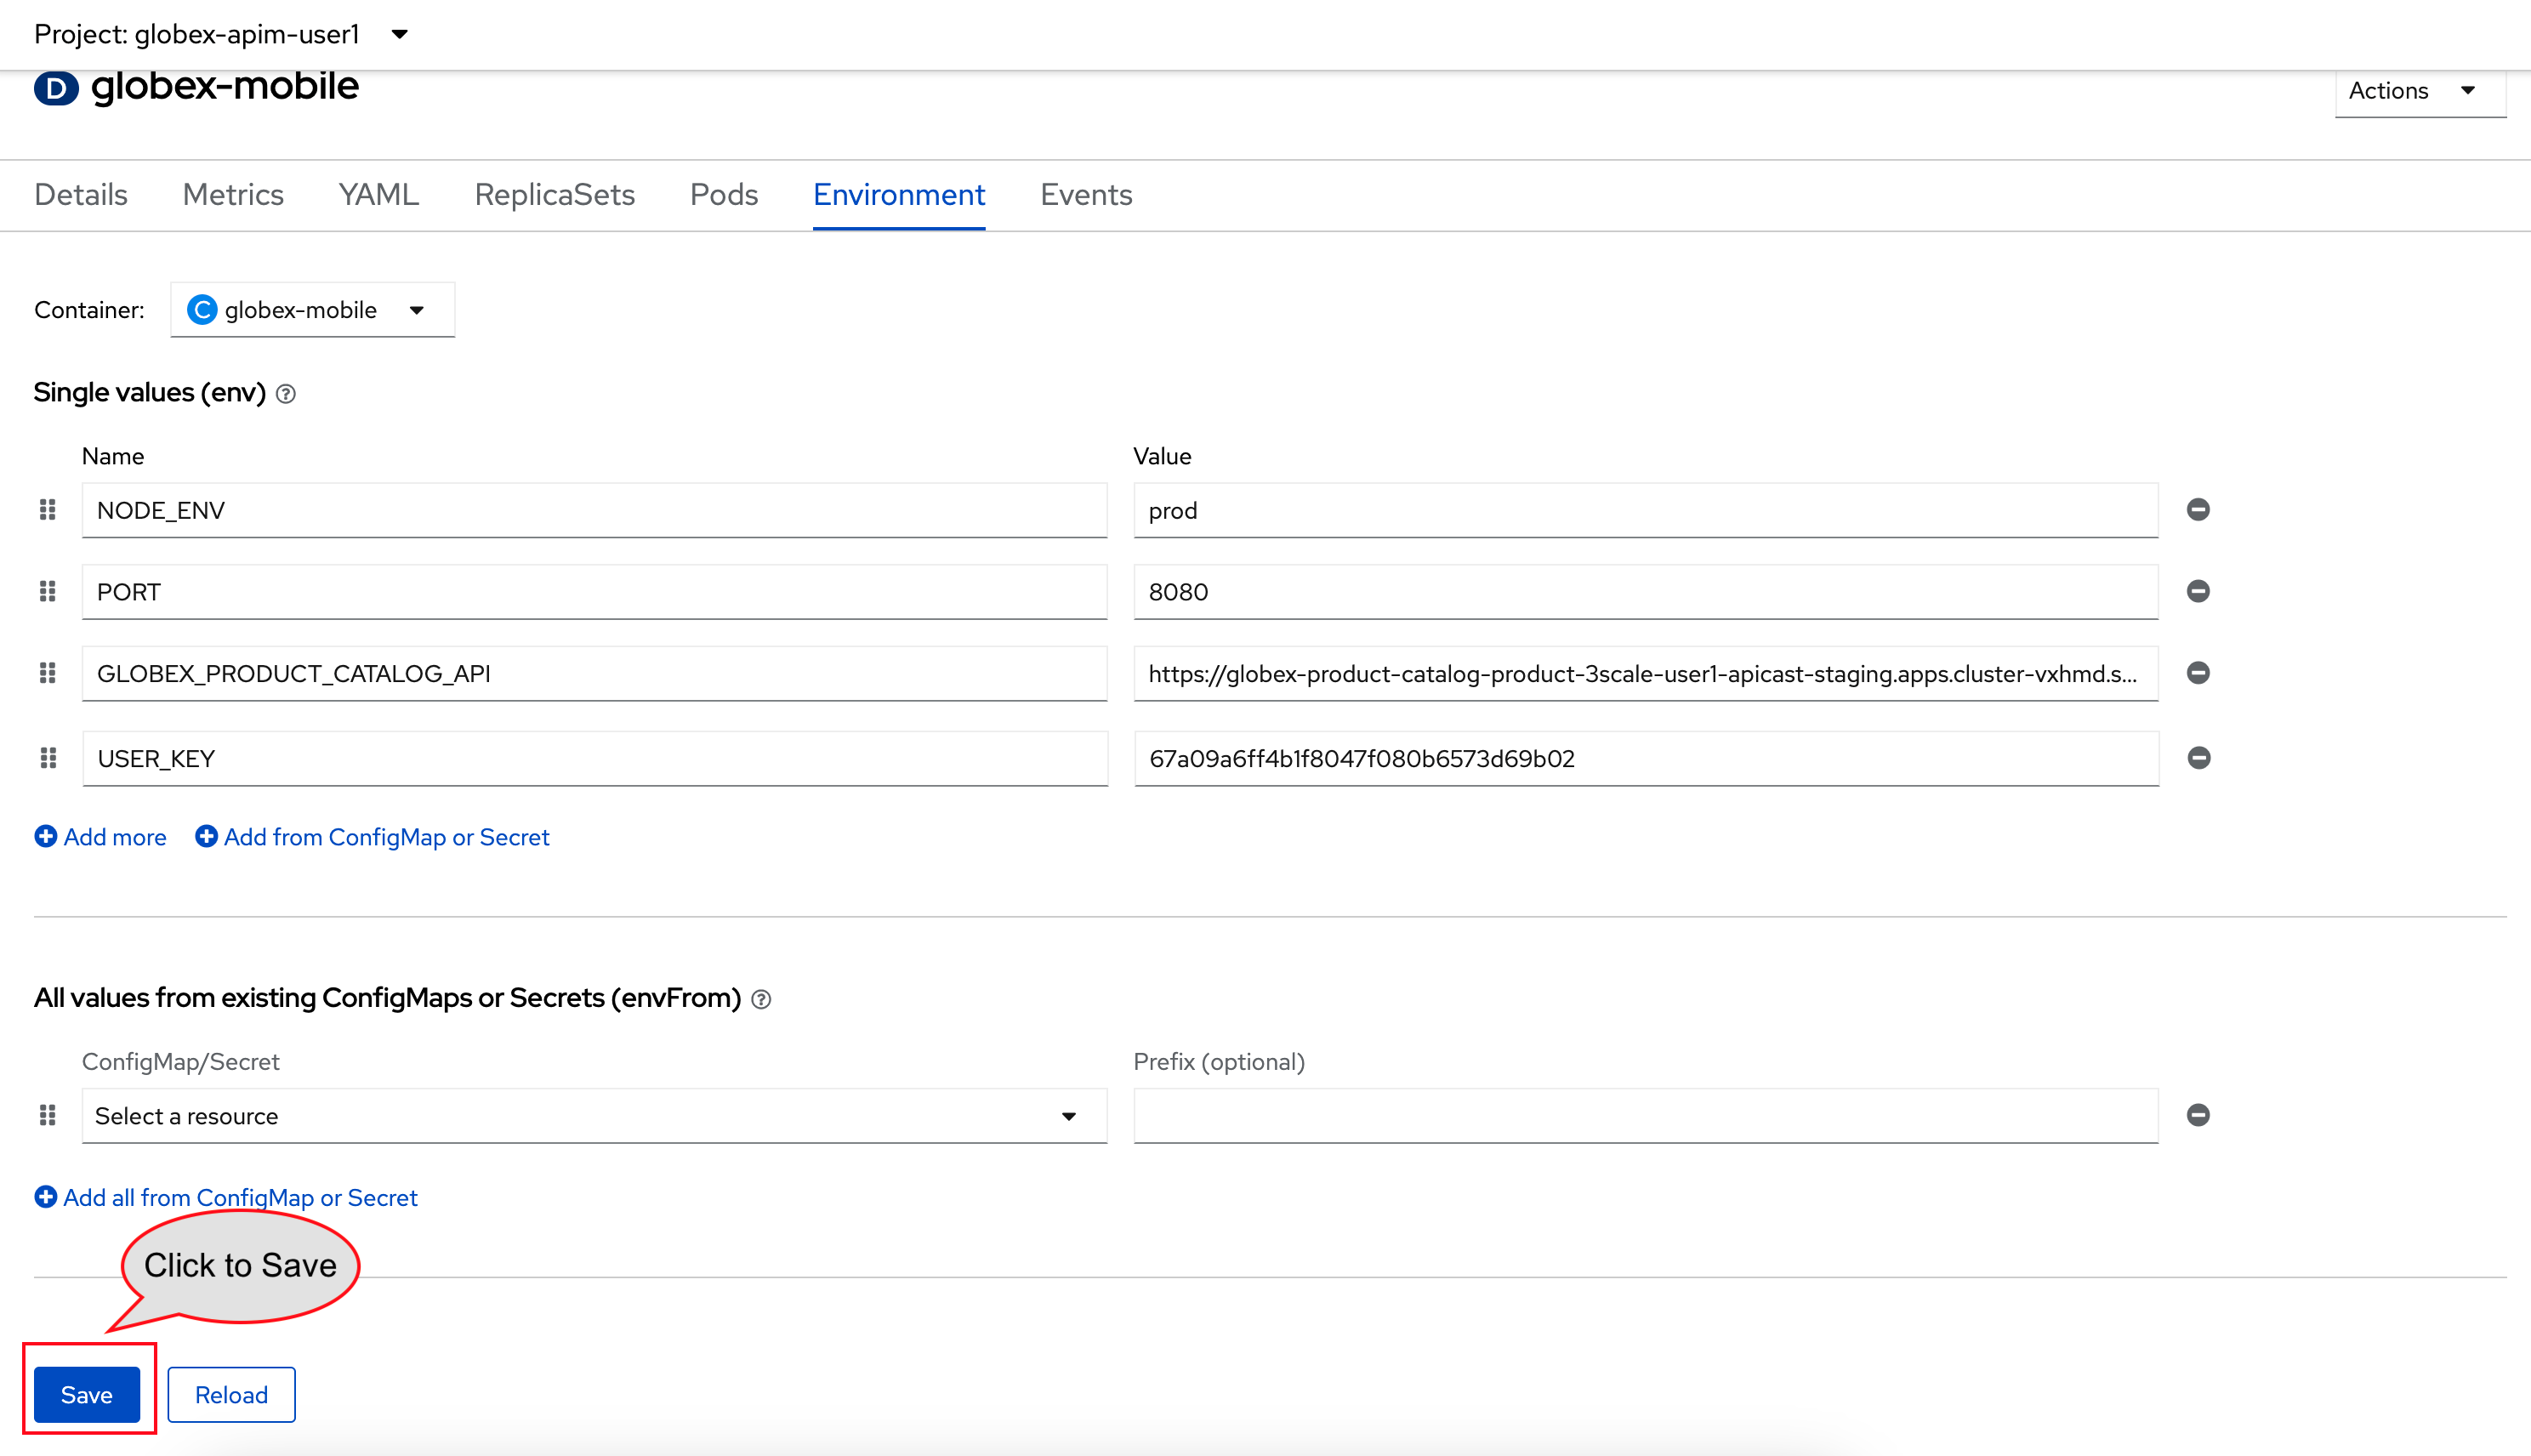 Project: globex-apim-user1
D globex-mobile
Actions
Details Metrics YAML ReplicaSets Pods Environment Events
Container: C globex-mobile
Single values (env)
Name Value
NODE_ENV prod
PORT 8080
GLOBEX_PRODUCT_CATALOG_API https://globex-product-catalog-product-3scale-user1-apicast-staging.apps.cluster-vxhmd.s...
USER_KEY 67a09a6ff4b1f8047f080b6573d69b02
Add more Add from ConfigMap or Secret
All values from existing ConfigMaps or Secrets (envFrom)
ConfigMap/Secret Prefix (optional)
Select a resource
Add all from ConfigMap or Secret
Click to Save
Save Reload